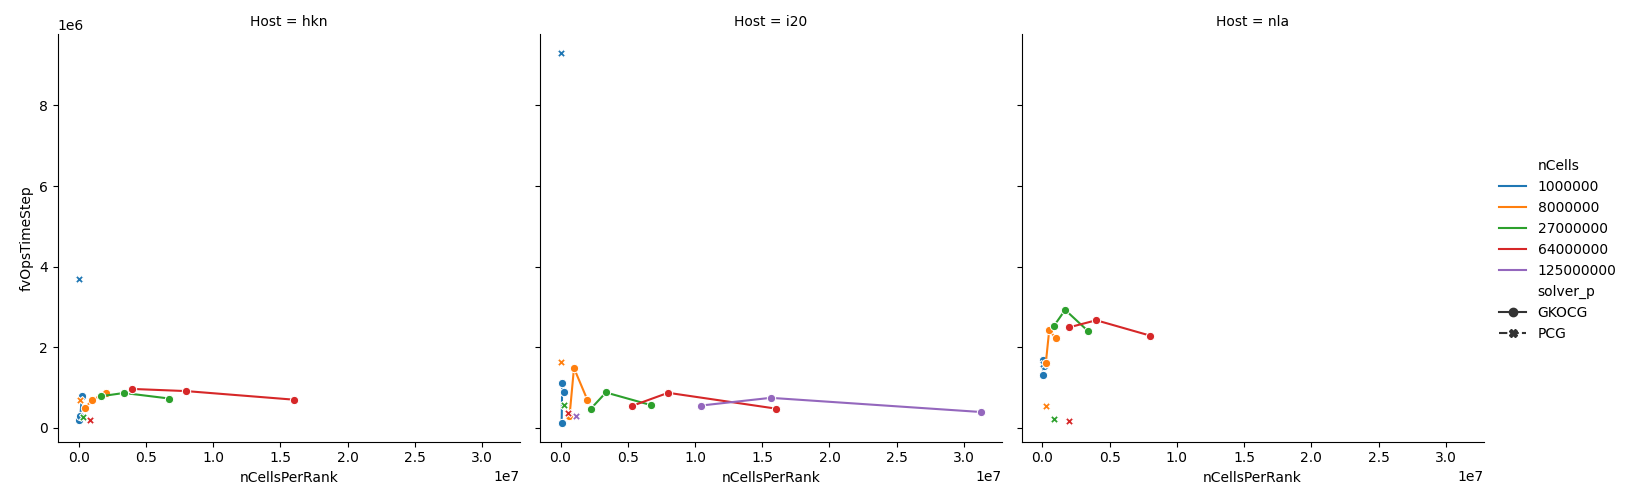 Host = hkn
Host = i20
Host = nla
1e6
8
6
4
2
0
fvOpsTimeStep
0.0 0.5 1.0 1.5 2.0 2.5 3.0
1e7
nCellsPerRank
0.0 0.5 1.0 1.5 2.0 2.5 3.0
1e7
nCellsPerRank
0.0 0.5 1.0 1.5 2.0 2.5 3.0
1e7
nCellsPerRank
nCells
1000000
8000000
27000000
64000000
125000000
solver_p
GKOCG
PCG